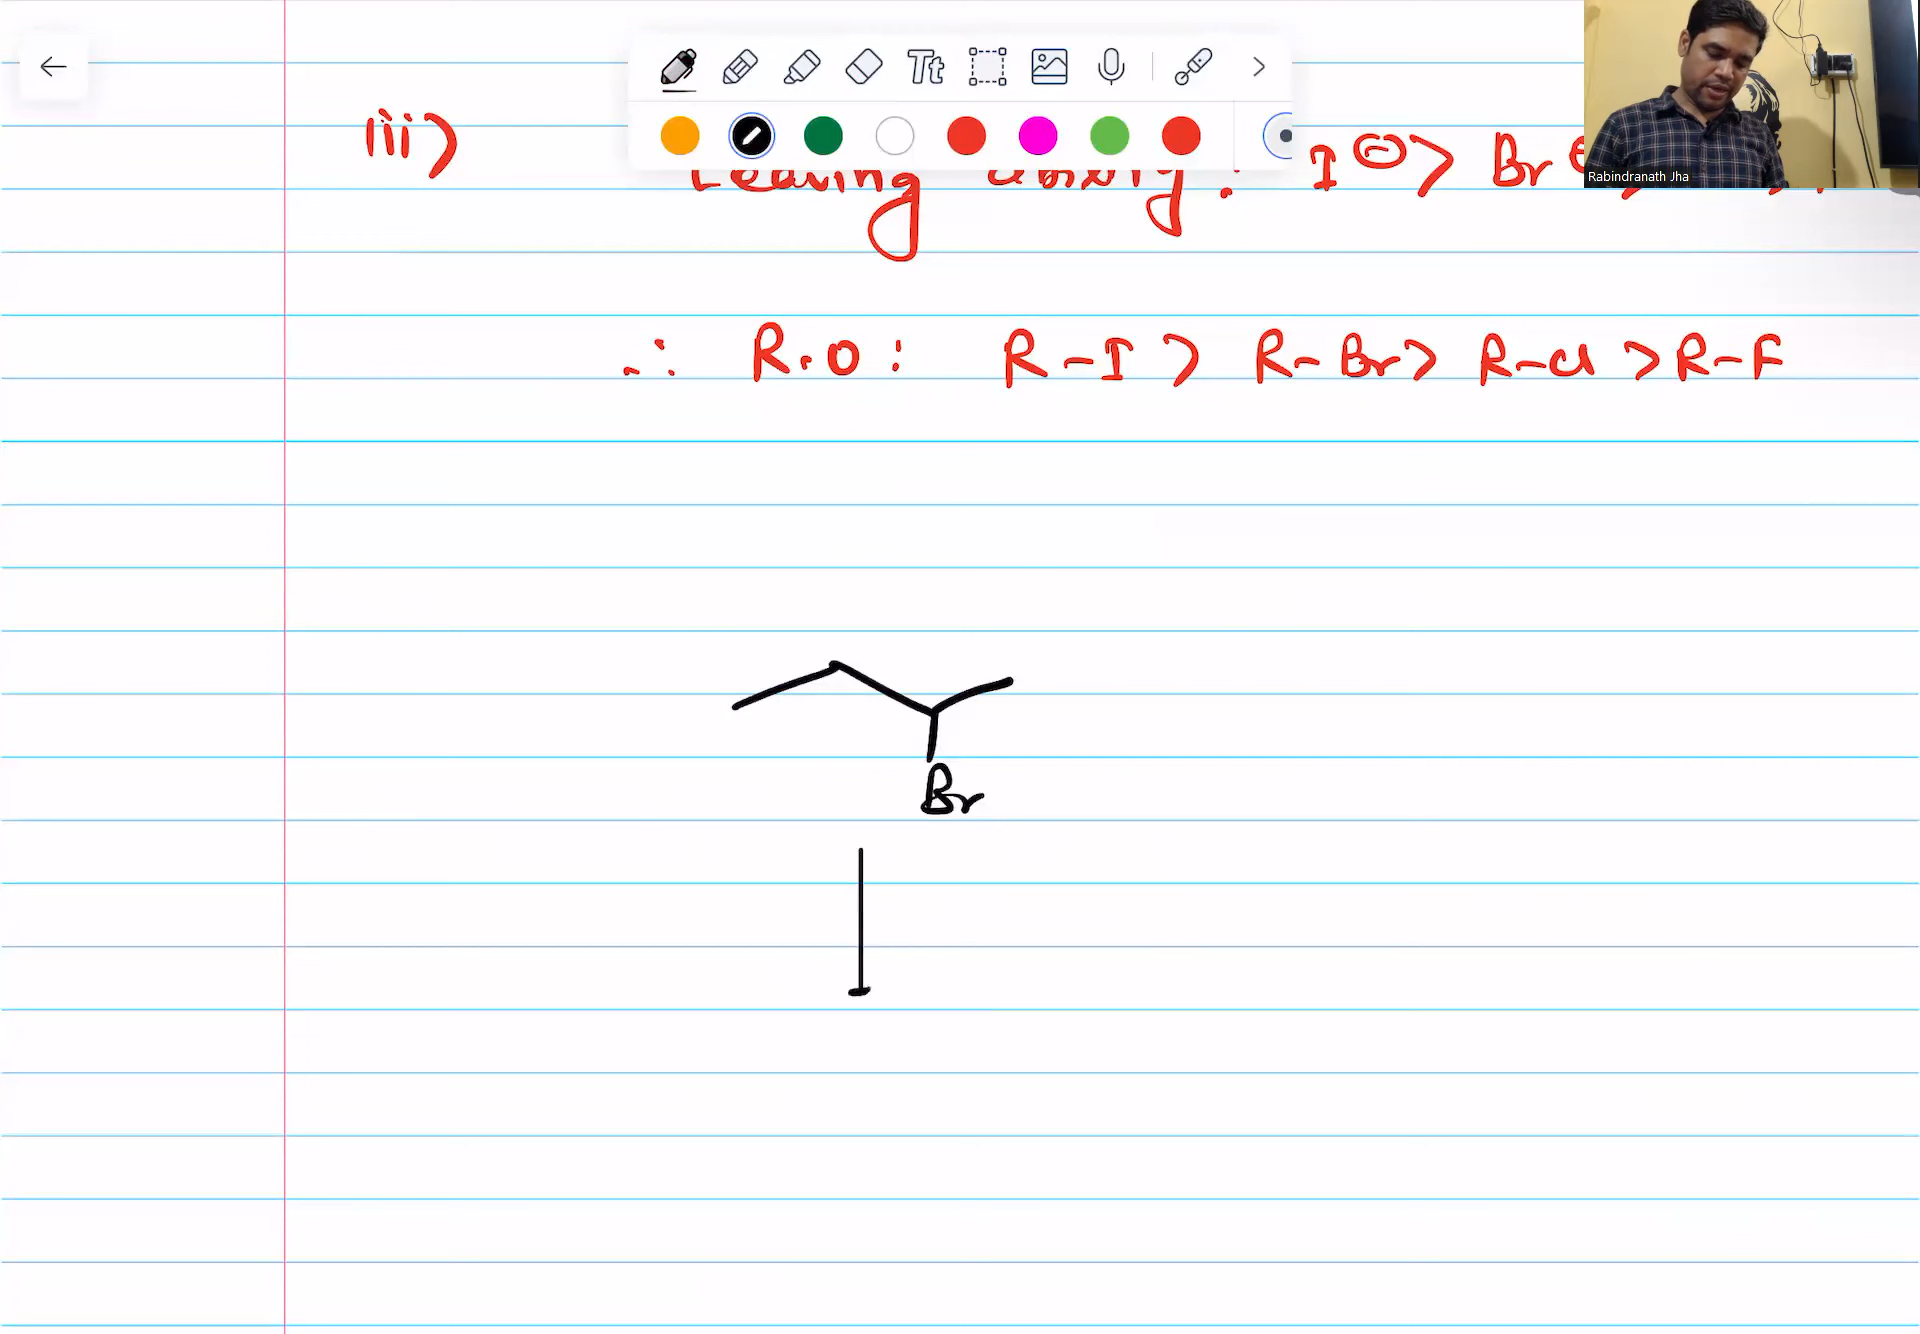 iii)
Leaving ability : I⊖ > Br
Rabindranath Jha
∴ R.O : R-I > R-Br > R-Cl > R-F
Br